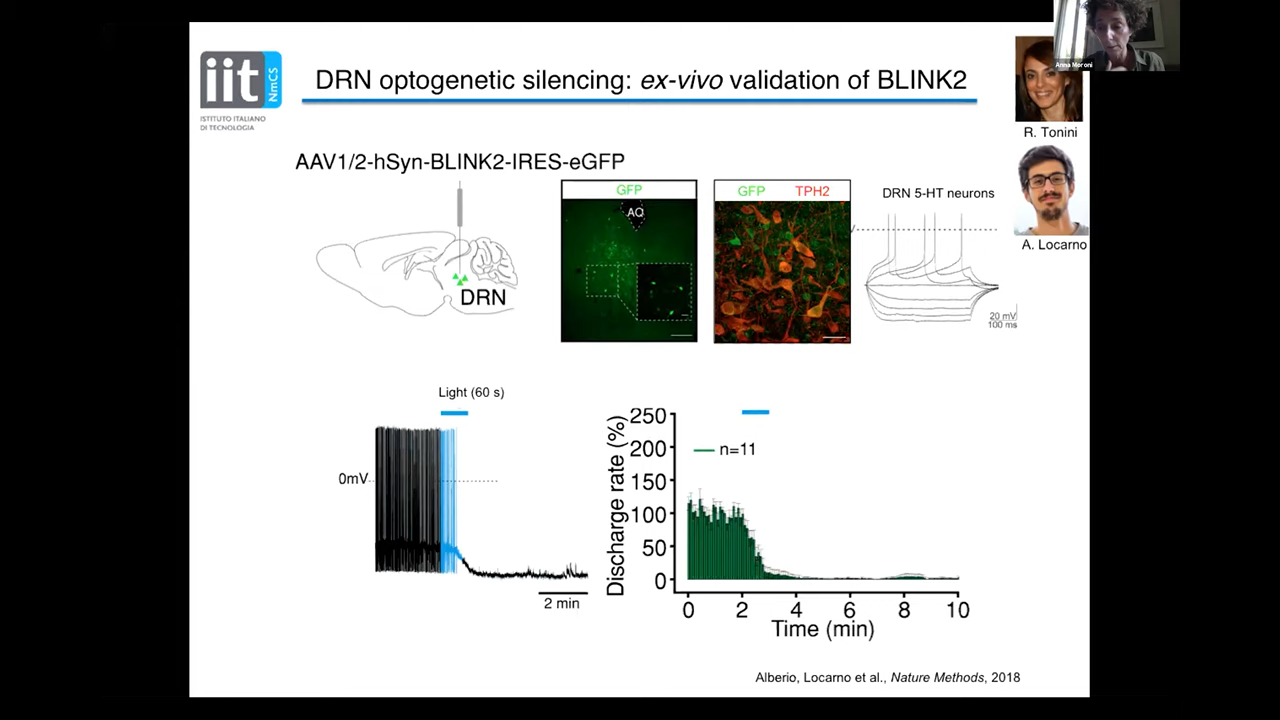 Anna Moroni
iit
NmCS
ISTITUTO ITALIANO
DI TECNOLOGIA
DRN optogenetic silencing: ex-vivo validation of BLINK2
R. Tonini
A. Locarno
AAV1/2-hSyn-BLINK2-IRES-eGFP
DRN
GFP
AQ
GFP TPH2
DRN 5-HT neurons
20 mV
100 ms
Light (60 s)
0mV
2 min
Discharge rate (%)
250
200
150
100
50
0
n=11
0 2 4 6 8 10
Time (min)
Alberio, Locarno et al., Nature Methods, 2018